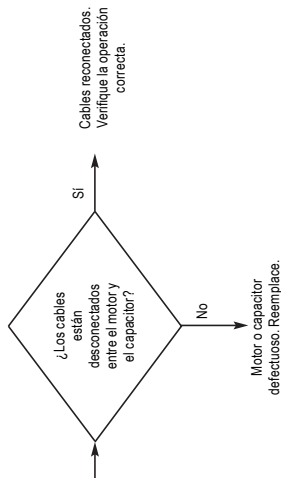 ¿Los cables
están
desconectados
entre el motor y
el capacitor?
Sí
Cables reconectados.
Verifique la operación
correcta.
No
Motor o capacitor
defectuoso. Reemplace.